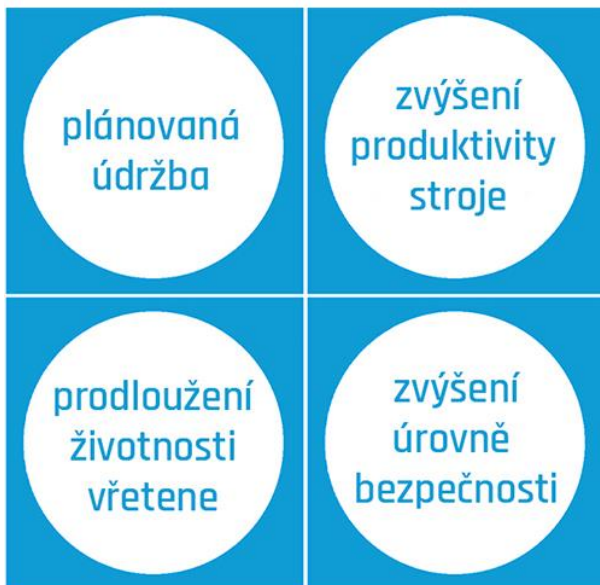 plánovaná
údržba
zvýšení
produktivity
stroje
prodloužení
životnosti
vřetene
zvýšení
úrovně
bezpečnosti